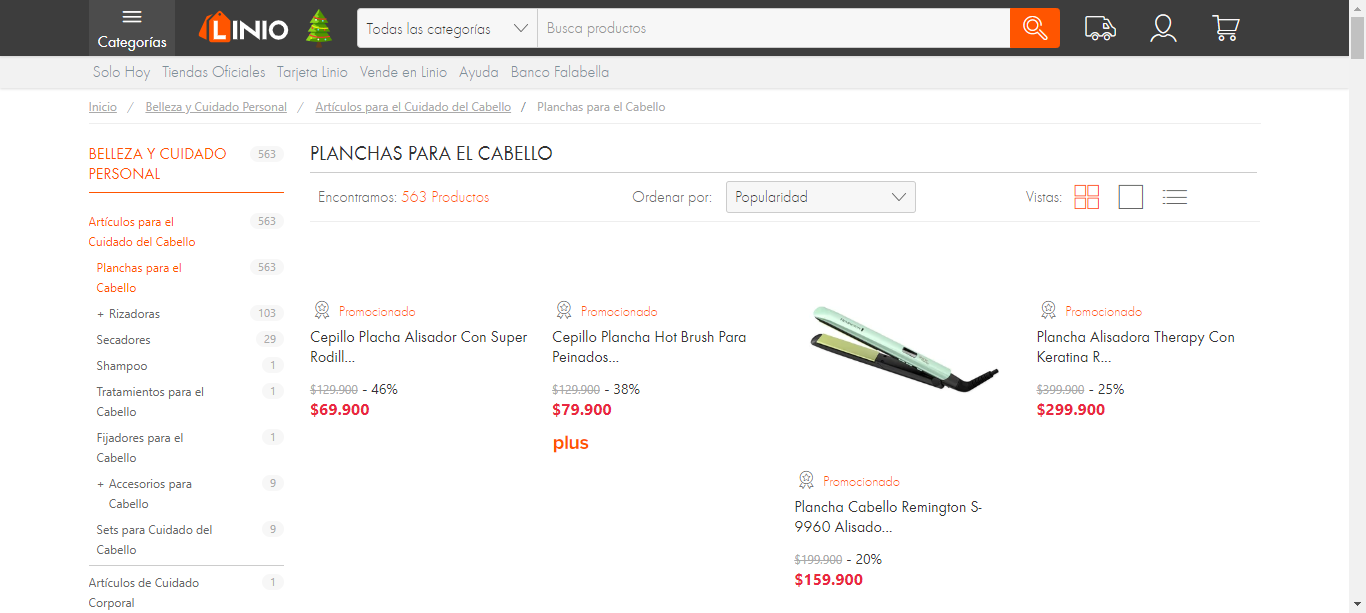 Categorías
LINIO
Todas las categorías
Busca productos
Solo Hoy Tiendas Oficiales Tarjeta Linio Vende en Linio Ayuda Banco Falabella
Inicio / Belleza y Cuidado Personal / Artículos para el Cuidado del Cabello / Planchas para el Cabello
BELLEZA Y CUIDADO 563
PERSONAL
Artículos para el 563
Cuidado del Cabello
Planchas para el 563
Cabello
+ Rizadoras 103
Secadores 29
Shampoo 1
Tratamientos para el 1
Cabello
Fijadores para el 1
Cabello
+ Accesorios para 9
Cabello
Sets para Cuidado del 9
Cabello
Artículos de Cuidado 1
Corporal
PLANCHAS PARA EL CABELLO
Encontramos: 563 Productos
Ordenar por: Popularidad
Vistas:
Promocionado
Cepillo Placha Alisador Con Super
Rodill...
$129.900 - 46%
$69.900
Promocionado
Cepillo Plancha Hot Brush Para
Peinados...
$129.900 - 38%
$79.900
plus
Promocionado
Plancha Cabello Remington S-
9960 Alisado...
$199.900 - 20%
$159.900
Promocionado
Plancha Alisadora Therapy Con
Keratina R...
$399.900 - 25%
$299.900